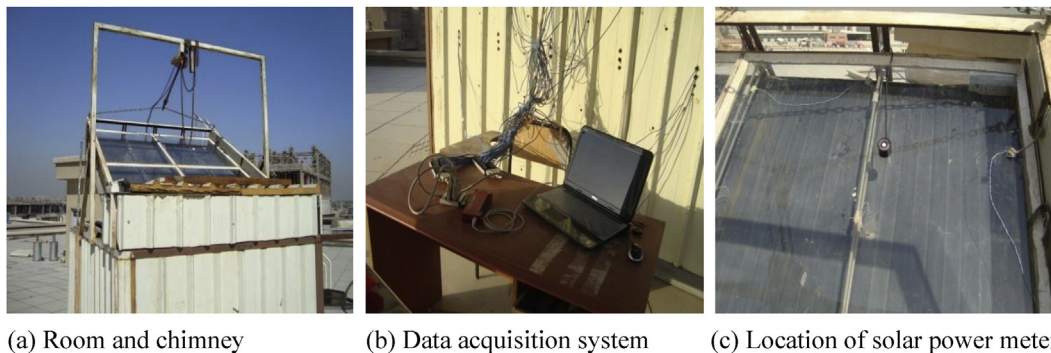 (a) Room and chimney
(b) Data acquisition system
(c) Location of solar power mete